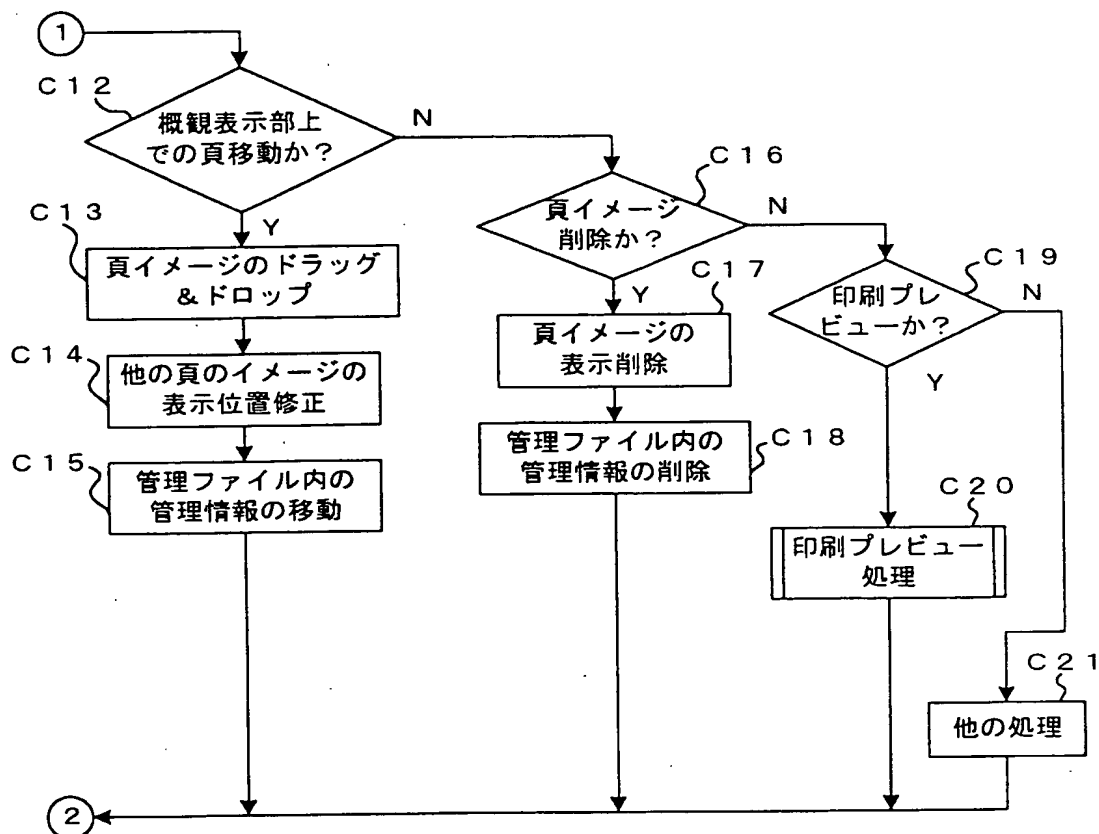 1
C12
概観表示部上
での頁移動か?
N
Y
C13
頁イメージのドラッグ
&ドロップ
C14
他の頁のイメージの
表示位置修正
C15
管理ファイル内の
管理情報の移動
C16
頁イメージ
削除か?
N
Y
C17
頁イメージの
表示削除
管理ファイル内の
管理情報の削除
C18
C19
印刷プレ
ビューか?
N
Y
C20
印刷プレビュー
処理
C21
他の処理
2